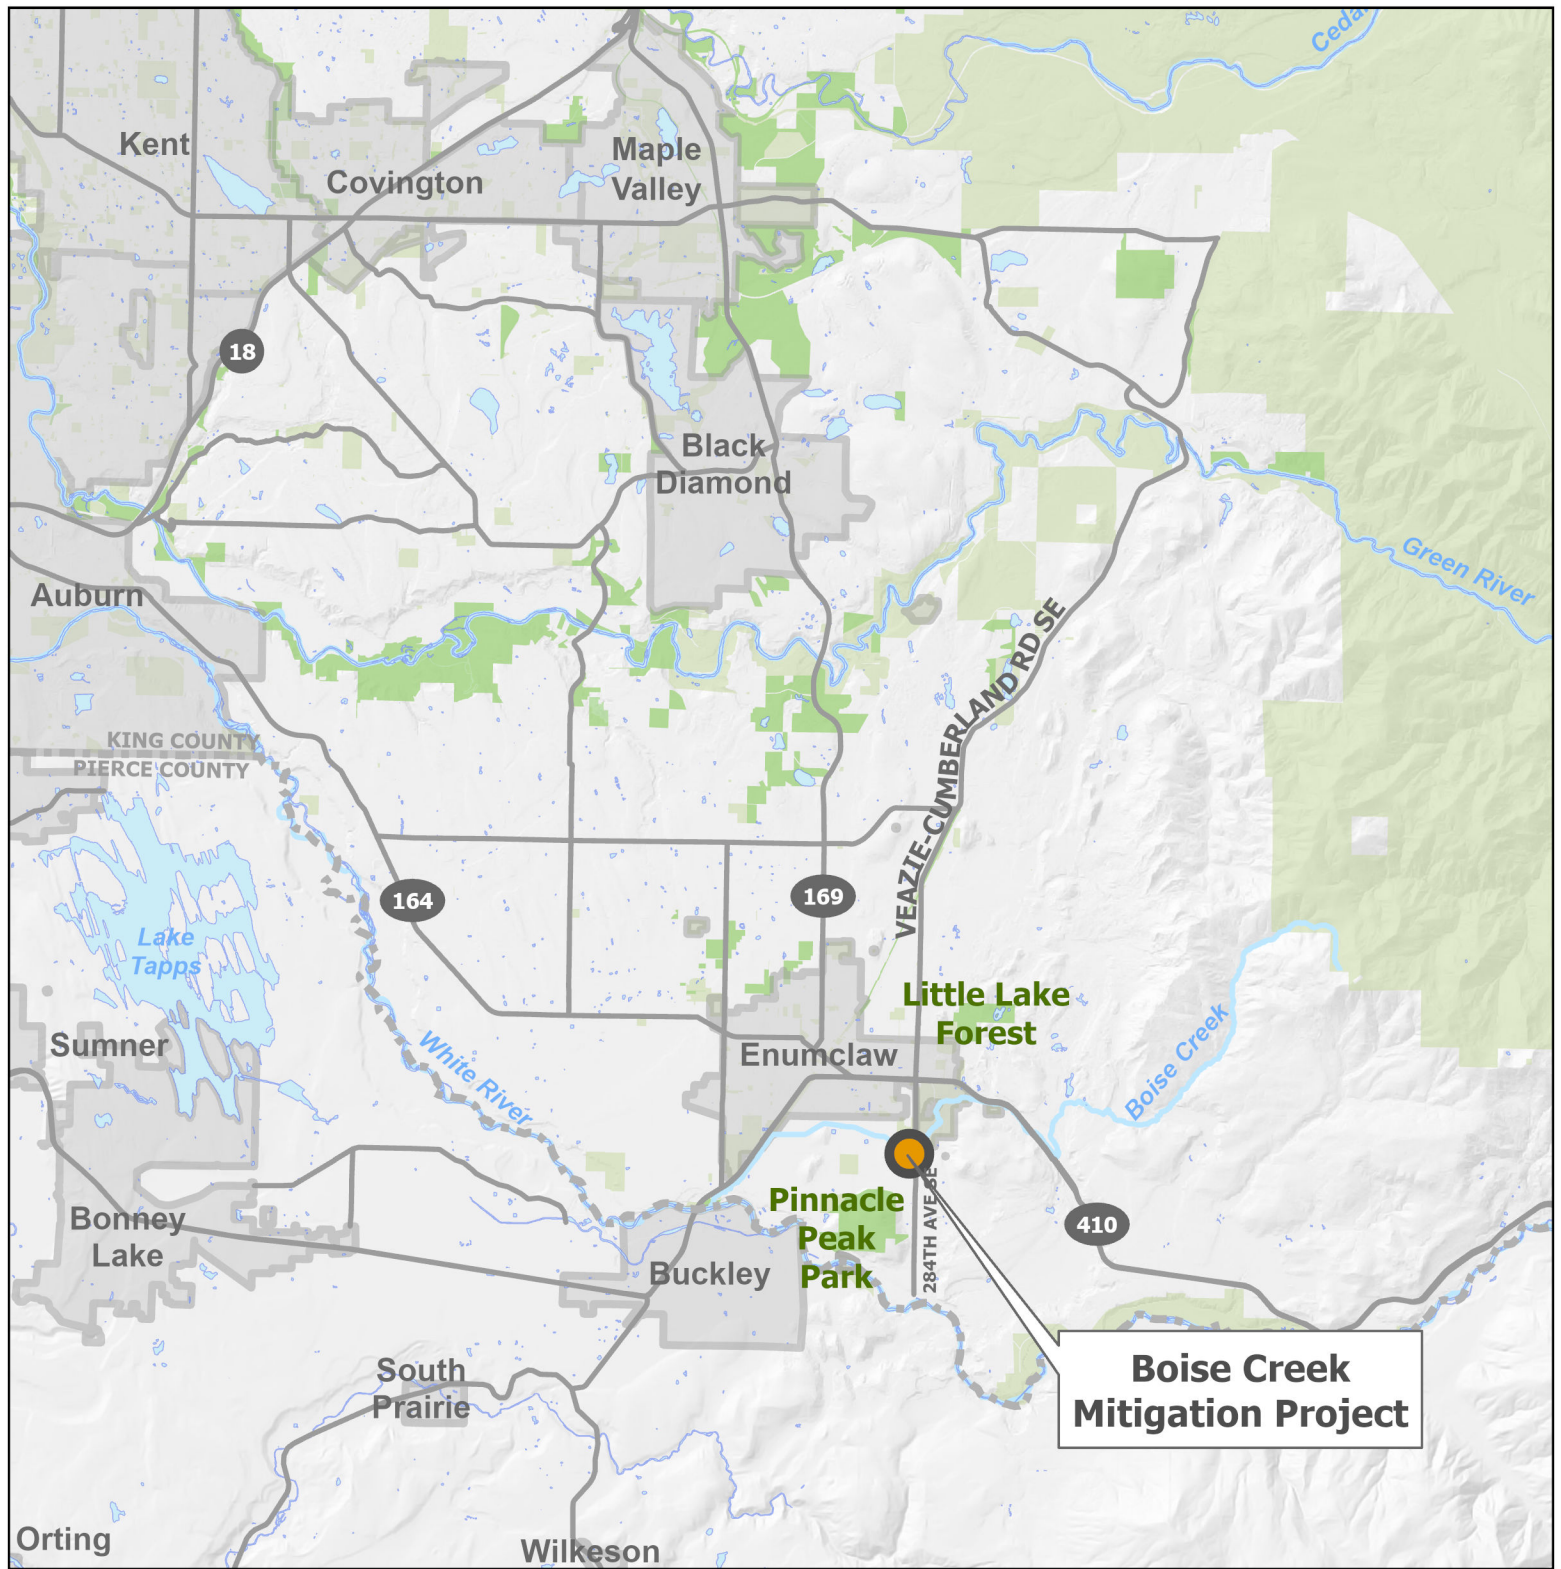 Cedar
Kent
Covington
Maple
Valley
18
Black
Diamond
Green River
Auburn
VEAZIE-CUMBERLAND RD SE
KING COUNTY
PIERCE COUNTY
164
169
Lake
Tapps
Little Lake
Forest
Sumner
White River
Enumclaw
Boise Creek
Pinnacle
Peak
Park
284TH AVE SE
410
Bonney
Lake
Buckley
Boise Creek
Mitigation Project
South
Prairie
Orting
Wilkeson